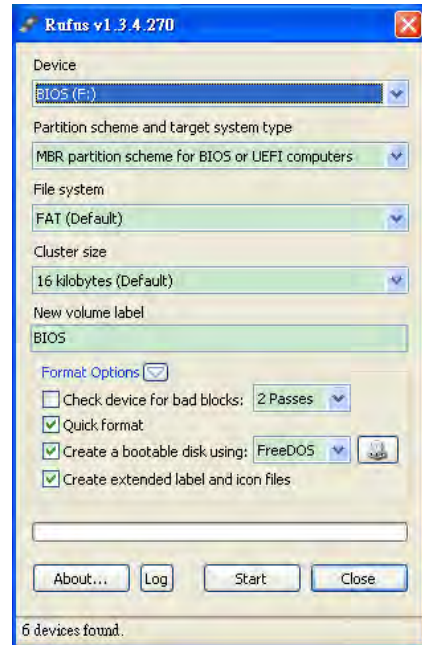 Rufus v1.3.4.270
Device
BIOS (F:)
Partition scheme and target system type
MBR partition scheme for BIOS or UEFI computers
File system
FAT (Default)
Cluster size
16 kilobytes (Default)
New volume label
BIOS
Format Options
Check device for bad blocks: 2 Passes
Quick format
Create a bootable disk using: FreeDOS
Create extended label and icon files
About... Log Start Close
6 devices found.